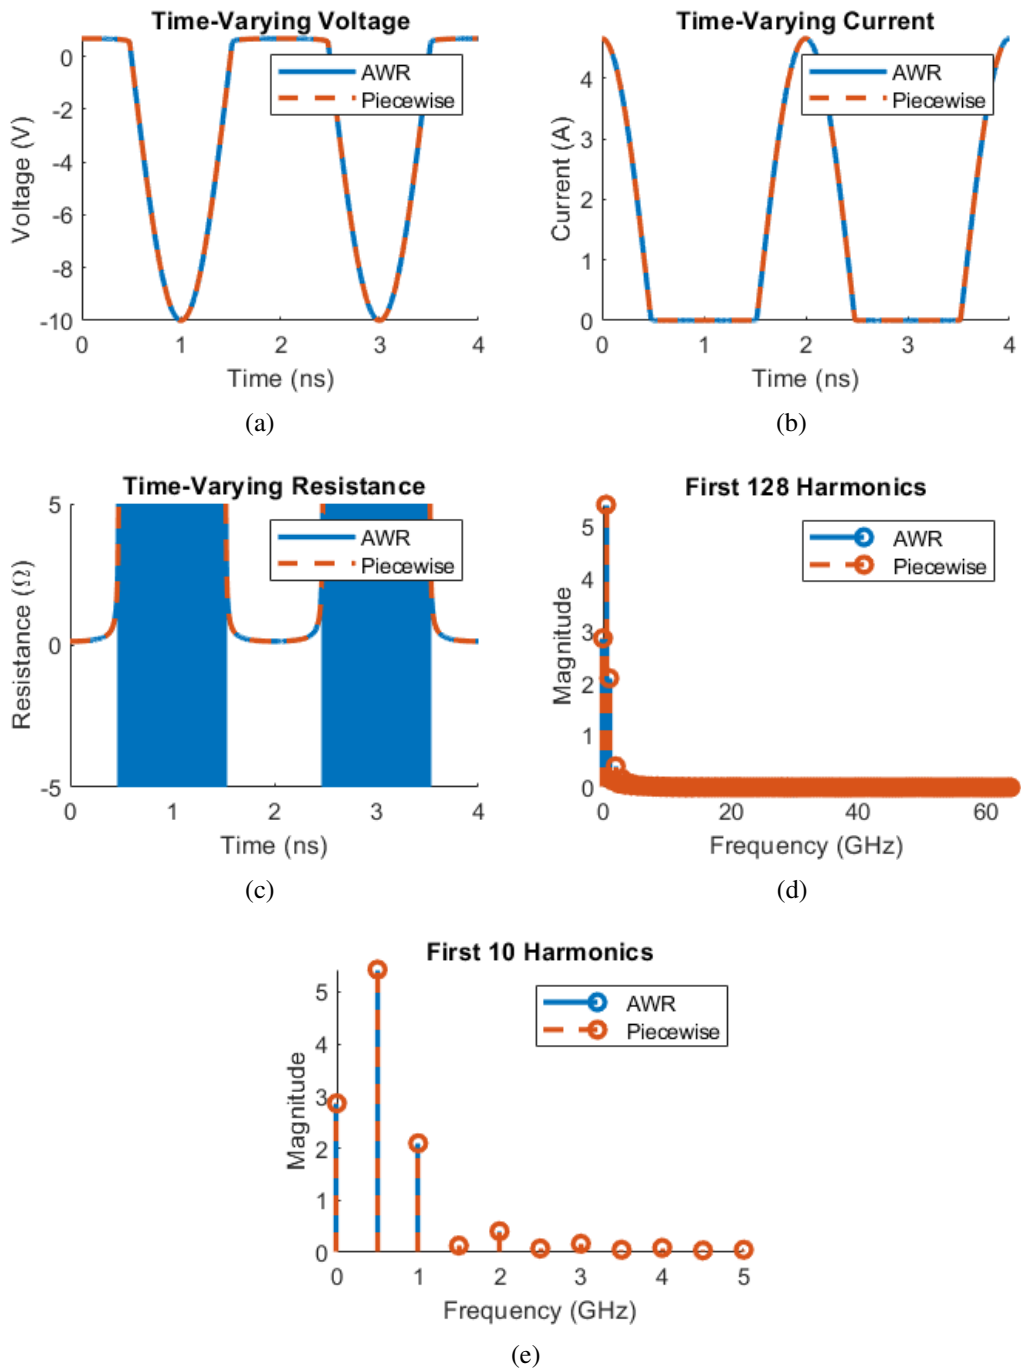 Time-Varying Voltage
AWR
Piecewise
0
-2
-4
-6
-8
-10
Voltage (V)
0
1
2
3
4
Time (ns)
(a)
Time-Varying Current
AWR
Piecewise
4
3
2
1
0
Current (A)
0
1
2
3
4
Time (ns)
(b)
Time-Varying Resistance
AWR
Piecewise
5
0
-5
Resistance (Ω)
0
1
2
3
4
Time (ns)
(c)
First 128 Harmonics
AWR
Piecewise
5
4
3
2
1
0
Magnitude
0
20
40
60
Frequency (GHz)
(d)
First 10 Harmonics
AWR
Piecewise
5
4
3
2
1
0
Magnitude
0
1
2
3
4
5
Frequency (GHz)
(e)